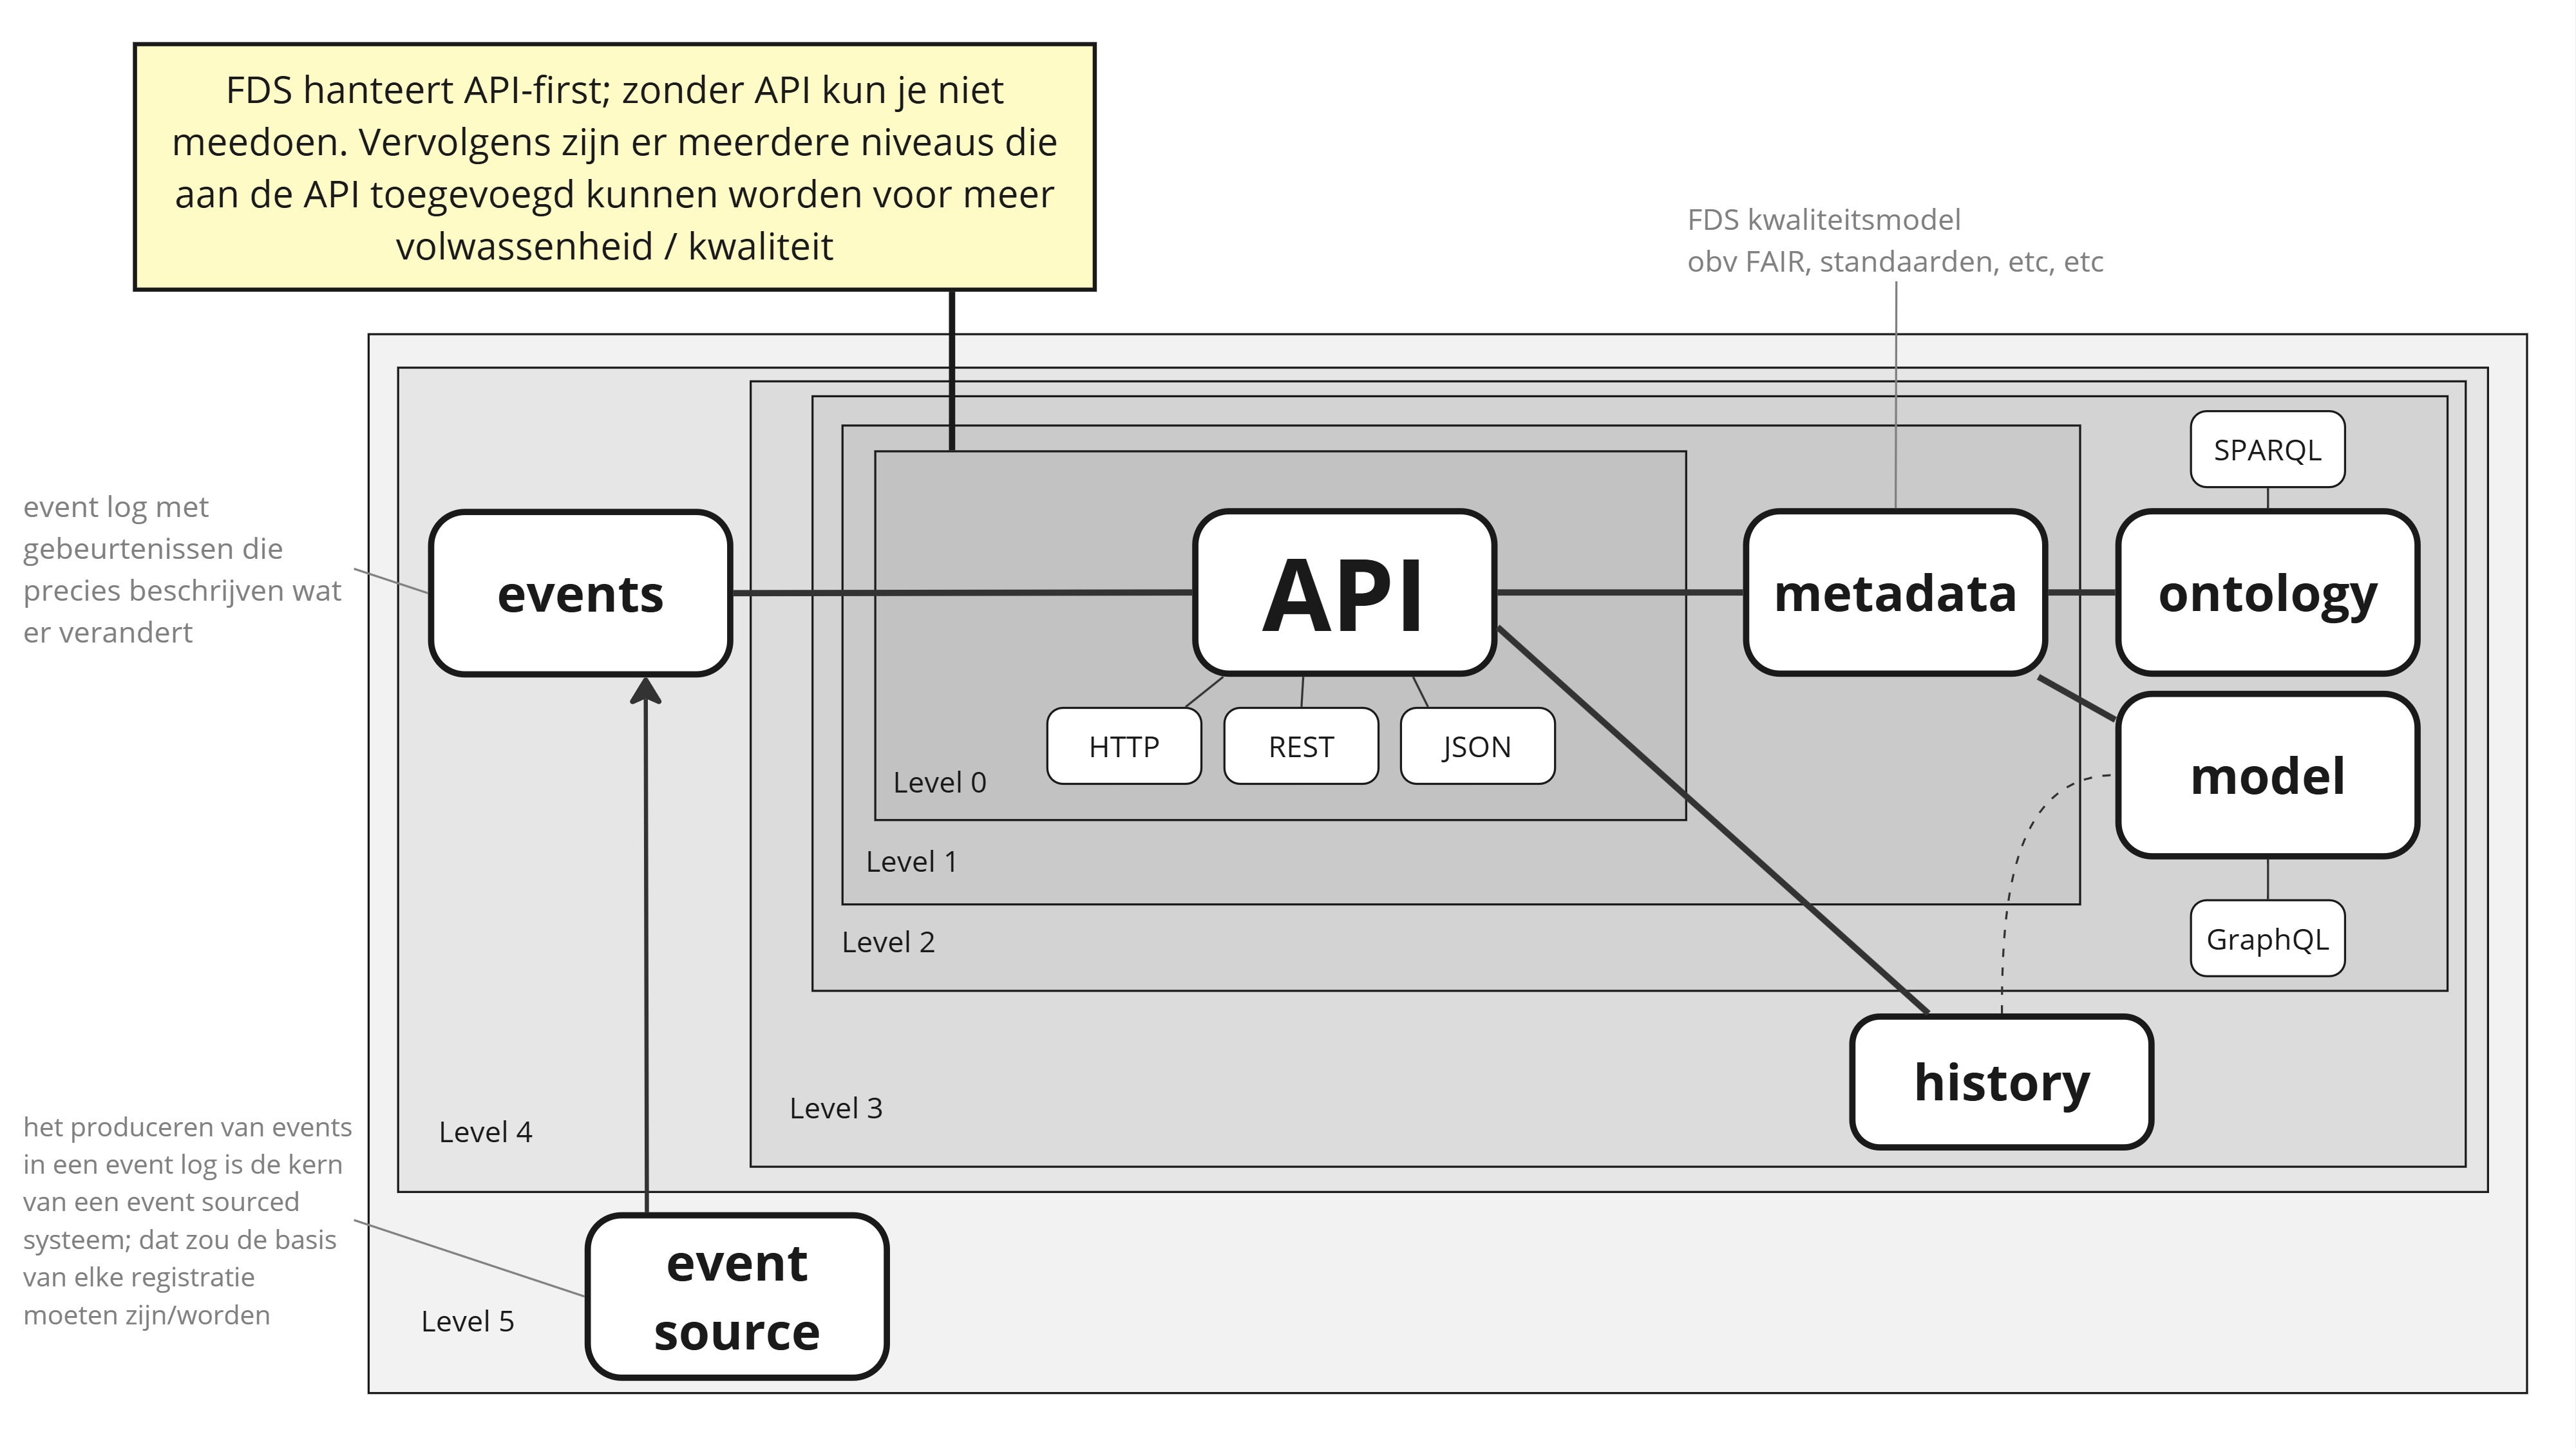 FDS hanteert API-first; zonder API kun je niet
meedoen. Vervolgens zijn er meerdere niveaus die
aan de API toegevoegd kunnen worden voor meer
volwassenheid / kwaliteit
FDS kwaliteitsmodel
obv FAIR, standaarden, etc, etc
SPARQL
event log met
gebeurtenissen die
precies beschrijven wat
er verandert
events
API
metadata
ontology
HTTP
REST
JSON
model
Level 0
Level 1
Level 2
GraphQL
history
Level 3
Level 4
het produceren van events
in een event log is de kern
van een event sourced
systeem; dat zou de basis
van elke registratie
moeten zijn/worden
event
source
Level 5